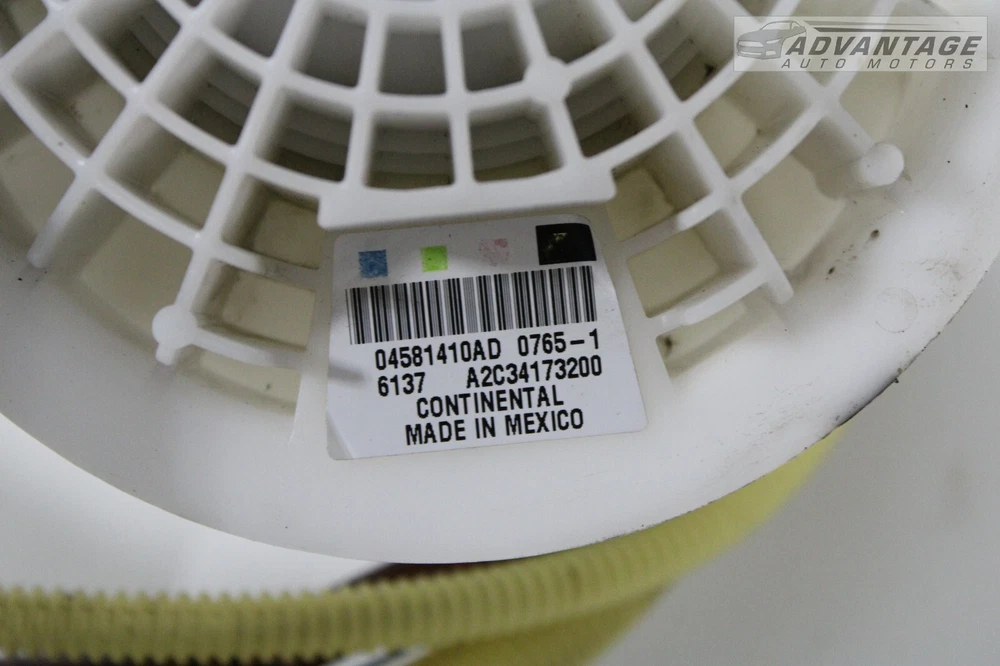 ADVANTAGE
AUTO MOTORS
04581410AD 0765-1
6137 A2C34173200
CONTINENTAL
MADE IN MEXICO